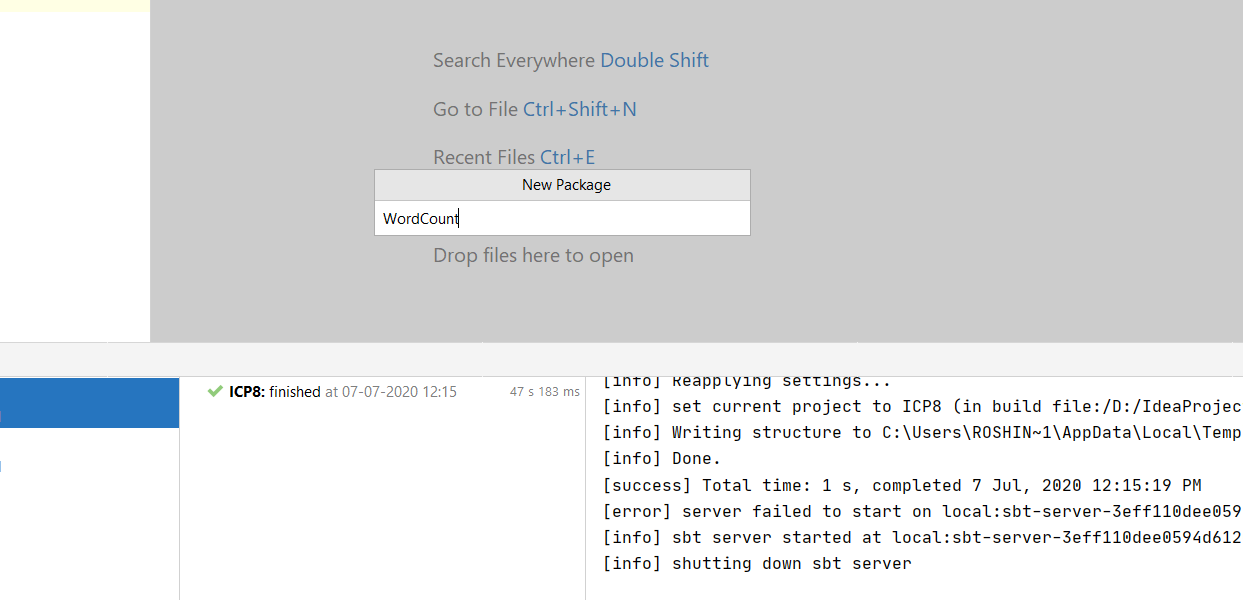 Search Everywhere Double Shift
Go to File Ctrl+Shift+N
Recent Files Ctrl+E
New Package
WordCount
Drop files here to open
ICP8: finished at 07-07-2020 12:15 47 s 183 ms
[info] Reapplying settings...
[info] set current project to ICP8 (in build file:/D:/IdeaProjec
[info] Writing structure to C:\Users\ROSHIN~1\AppData\Local\Temp
[info] Done.
[success] Total time: 1 s, completed 7 Jul, 2020 12:15:19 PM
[error] server failed to start on local:sbt-server-3eff110dee059
[info] sbt server started at local:sbt-server-3eff110dee0594d612
[info] shutting down sbt server